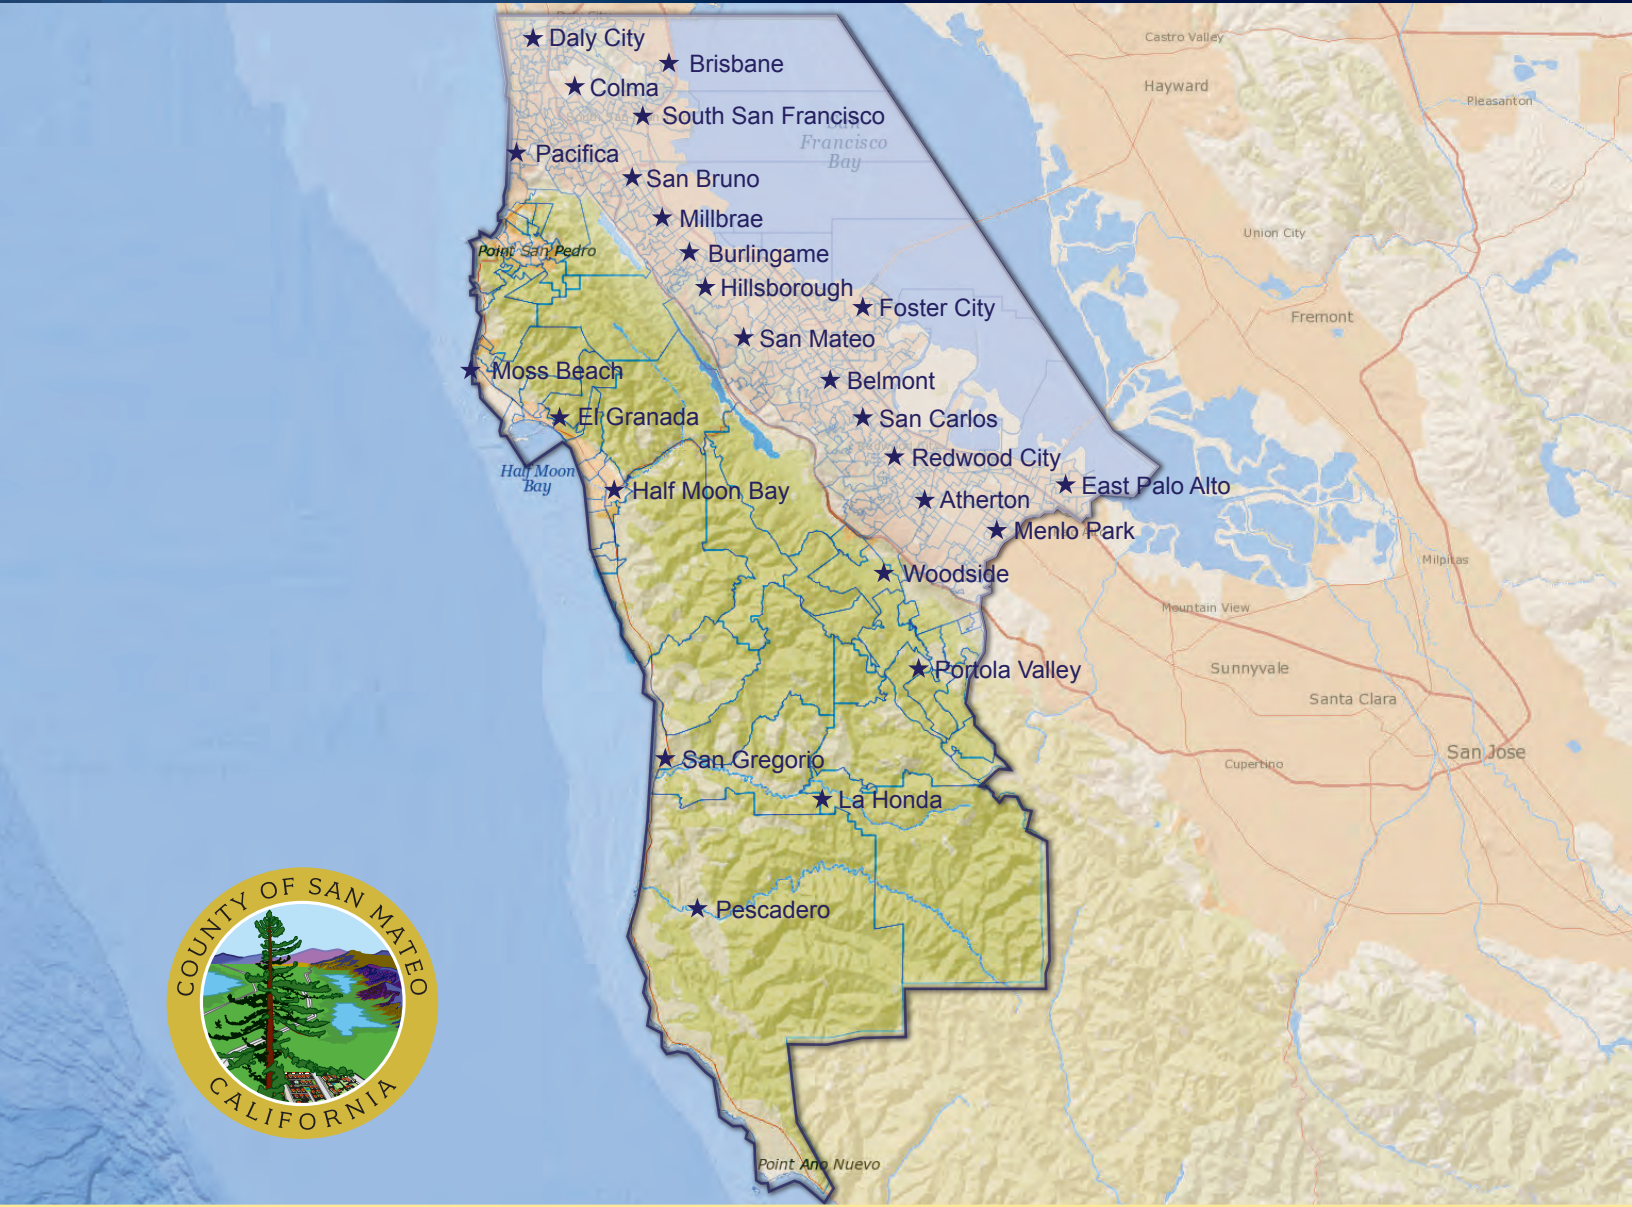 Daly City
Castro Valley
Brisbane
Colma
Hayward
Pleasanton
South San Francisco
San
Francisco
Bay
Pacifica
San Bruno
Millbrae
Union City
Point San Pedro
Burlingame
Hillsborough
Foster City
Fremont
San Mateo
Moss Beach
Belmont
El Granada
San Carlos
Redwood City
Half Moon
Bay
Half Moon Bay
East Palo Alto
Atherton
Menlo Park
Milpitas
Woodside
Mountain View
Portola Valley
Sunnyvale
Santa Clara
San Jose
San Gregorio
Cupertino
La Honda
Pescadero
COUNTY OF SAN MATEO
CALIFORNIA
Point Ano Nuevo